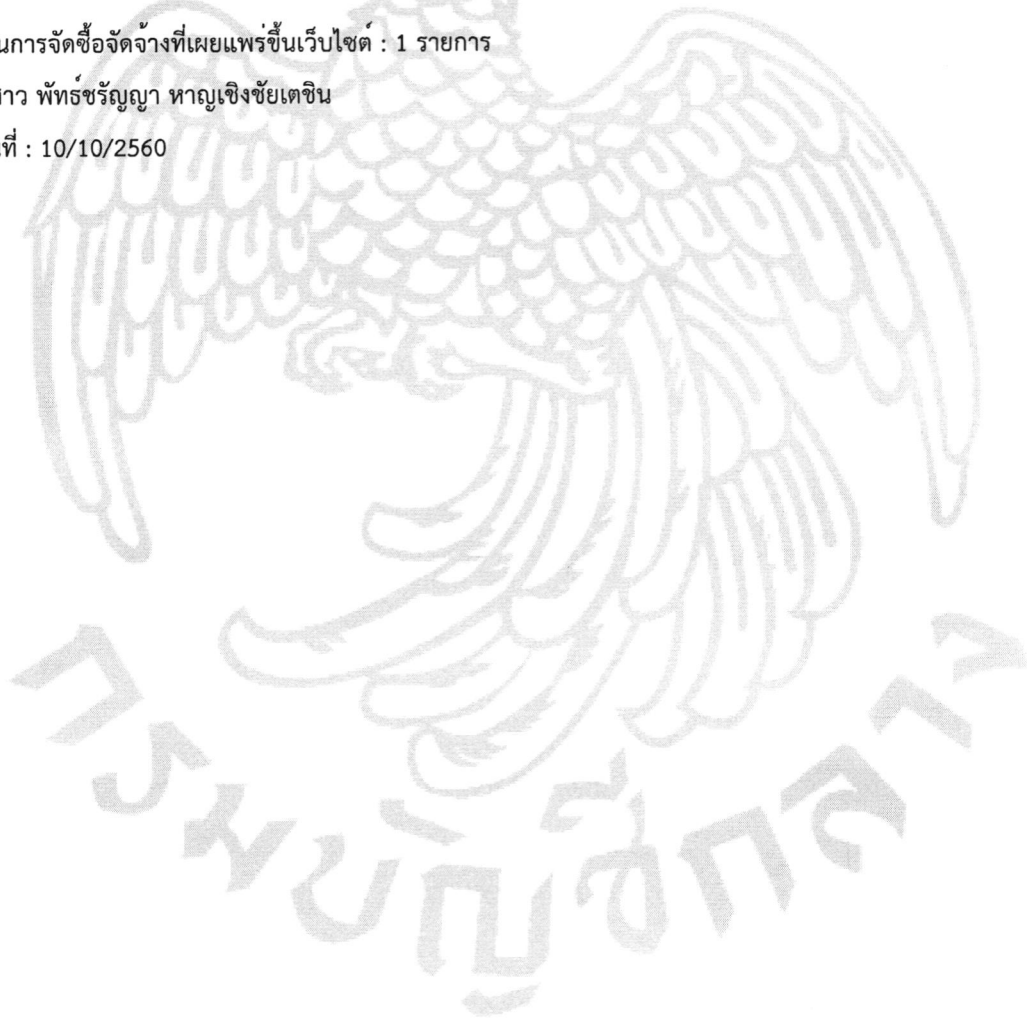 นการจัดซื้อจัดจ้างที่เผยแพร่ขึ้นเว็บไซต์ : 1 รายการ
าว พัทธ์ชรัญญา หาญเชิงชัยเตชิน
ที่ : 10/10/2560
กรมบัญชีกลาง